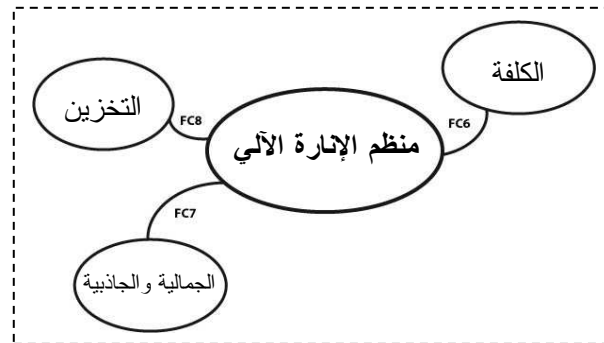 الكلفة
التخزين
FC8
FC6
منظم الإنارة الآلي
FC7
الجمالية والجاذبية